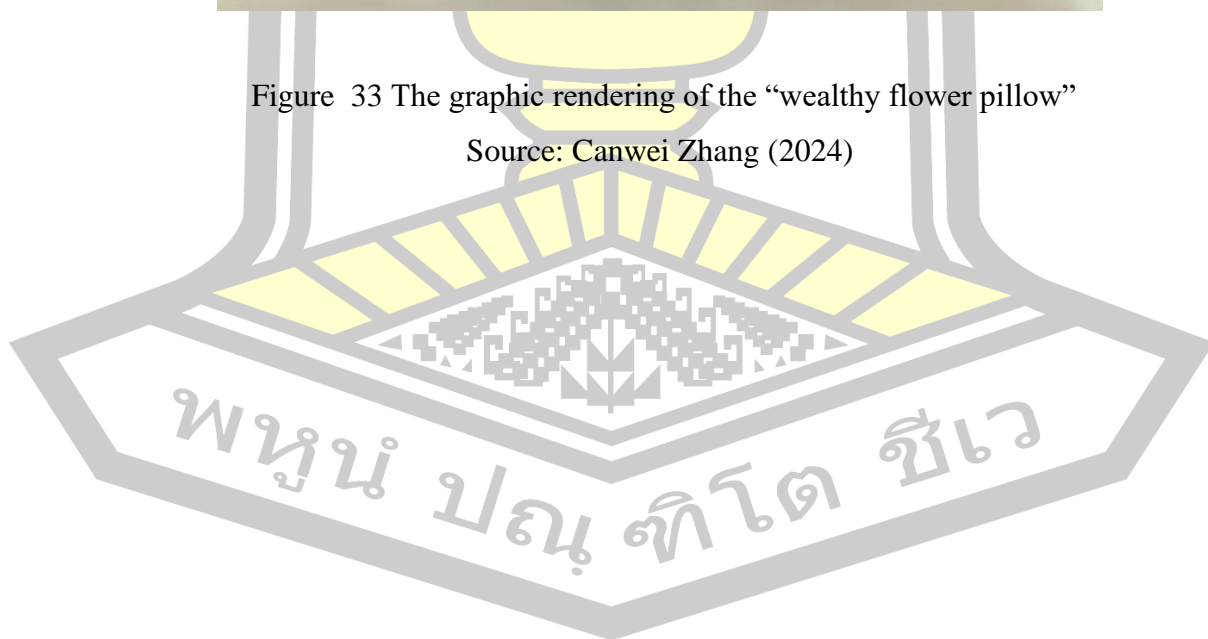 Figure 33 The graphic rendering of the “wealthy flower pillow”
Source: Canwei Zhang (2024)
พหูนํ ปณฺฑิโต ชีเว